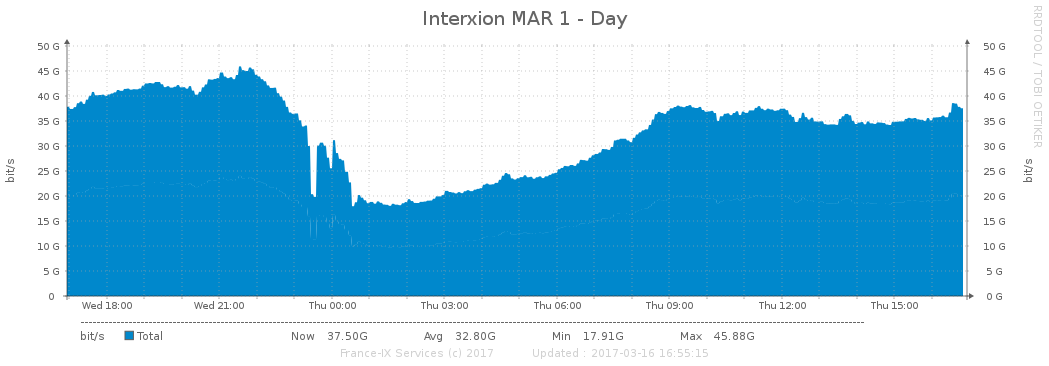 Interxion MAR 1 - Day
RRDTOOL / TOBI OETIKER
50 G 50 G
45 G 45 G
40 G 40 G
35 G 35 G
30 G 30 G
25 G 25 G
20 G 20 G
15 G 15 G
10 G 10 G
5 G 5 G
0 0 G
bit/s bit/s
Wed 18:00 Wed 21:00 Thu 00:00 Thu 03:00 Thu 06:00 Thu 09:00 Thu 12:00 Thu 15:00
bit/s Total Now 37.50G Avg 32.80G Min 17.91G Max 45.88G
France-IX Services (c) 2017 Updated : 2017-03-16 16:55:15